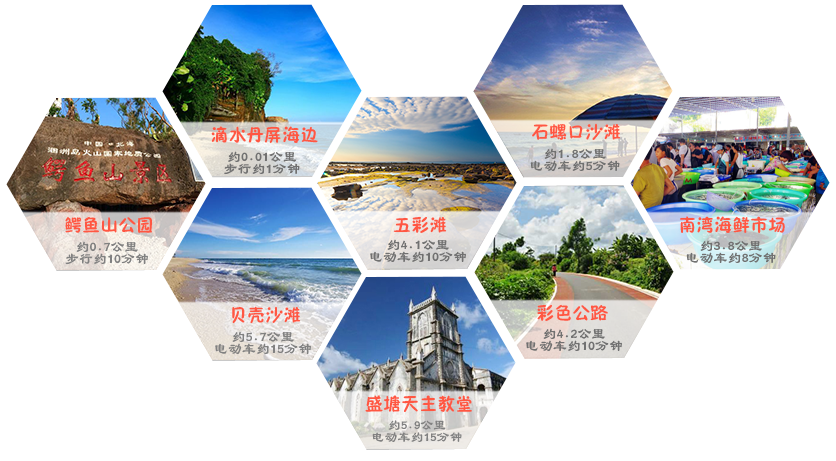 滴水丹屏海边
约0.01公里
步行约1分钟
石螺口沙滩
约1.8公里
电动车约5分钟
中国·北海
涠洲岛火山国家地质公园
鳄鱼山景区
鳄鱼山公园
约0.7公里
步行约10分钟
五彩滩
约4.1公里
电动车约10分钟
南湾海鲜市场
约3.8公里
电动车约8分钟
贝壳沙滩
约5.7公里
电动车约15分钟
彩色公路
约4.2公里
电动车约10分钟
盛塘天主教堂
约5.9公里
电动车约15分钟